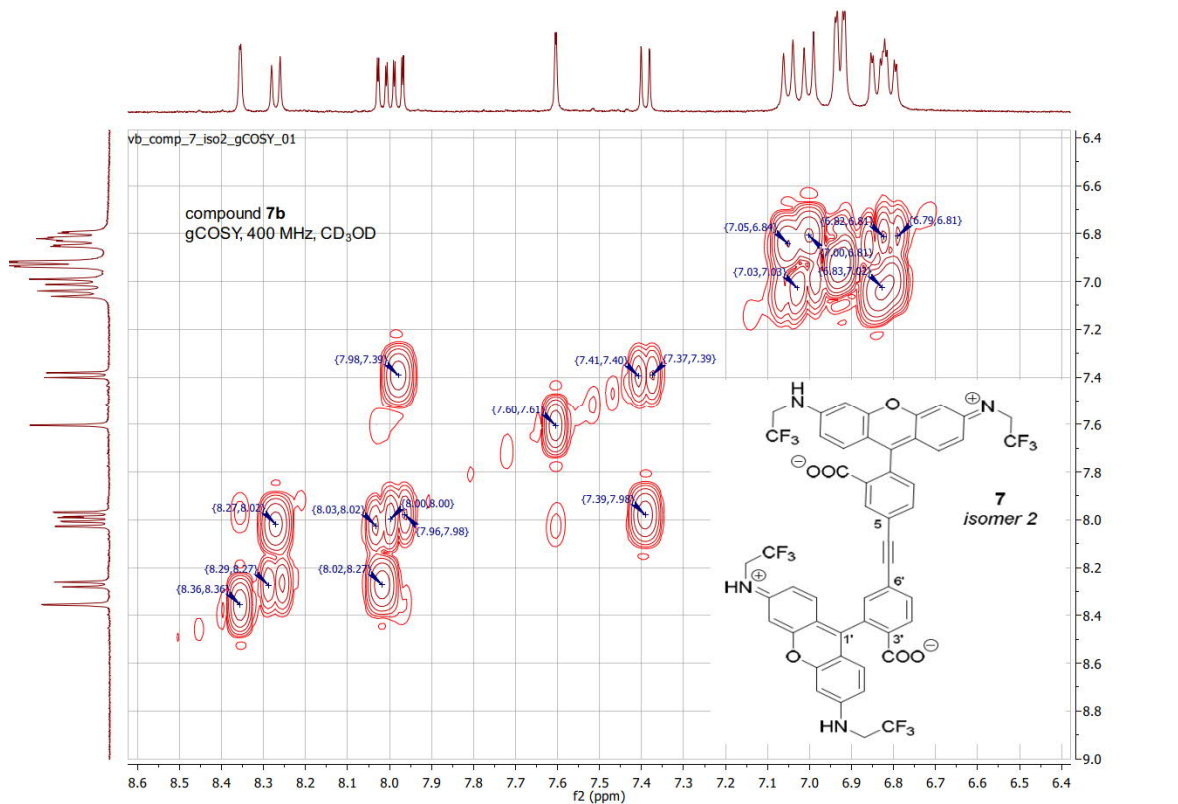 vb_comp_7_iso2_gCOSY_01
compound 7b
gCOSY, 400 MHz, CD₃OD
{7.05,6.84}
{6.82,6.81}
{6.79,6.81}
{7.00,6.81}
{7.03,7.03}
{6.83,7.02}
{7.98,7.39}
{7.41,7.40}
{7.37,7.39}
{7.60,7.61}
{8.27,8.02}
{8.03,8.02}
{8.00,8.00}
{7.96,7.98}
{7.39,7.98}
{8.29,8.27}
{8.36,8.36}
{8.02,8.27}
6.4
6.6
6.8
7.0
7.2
7.4
7.6
7.8
8.0
8.2
8.4
8.6
8.8
9.0
H
N
O
⊕
N
CF₃
CF₃
⊖
OOC
7
isomer 2
5
CF₃
⊕
HN
6'
1'
3'
O
COO
⊖
HN
CF₃
8.6 8.5 8.4 8.3 8.2 8.1 8.0 7.9 7.8 7.7 7.6 7.5 7.4 7.3 7.2 7.1 7.0 6.9 6.8 6.7 6.6 6.5 6.4
f2 (ppm)